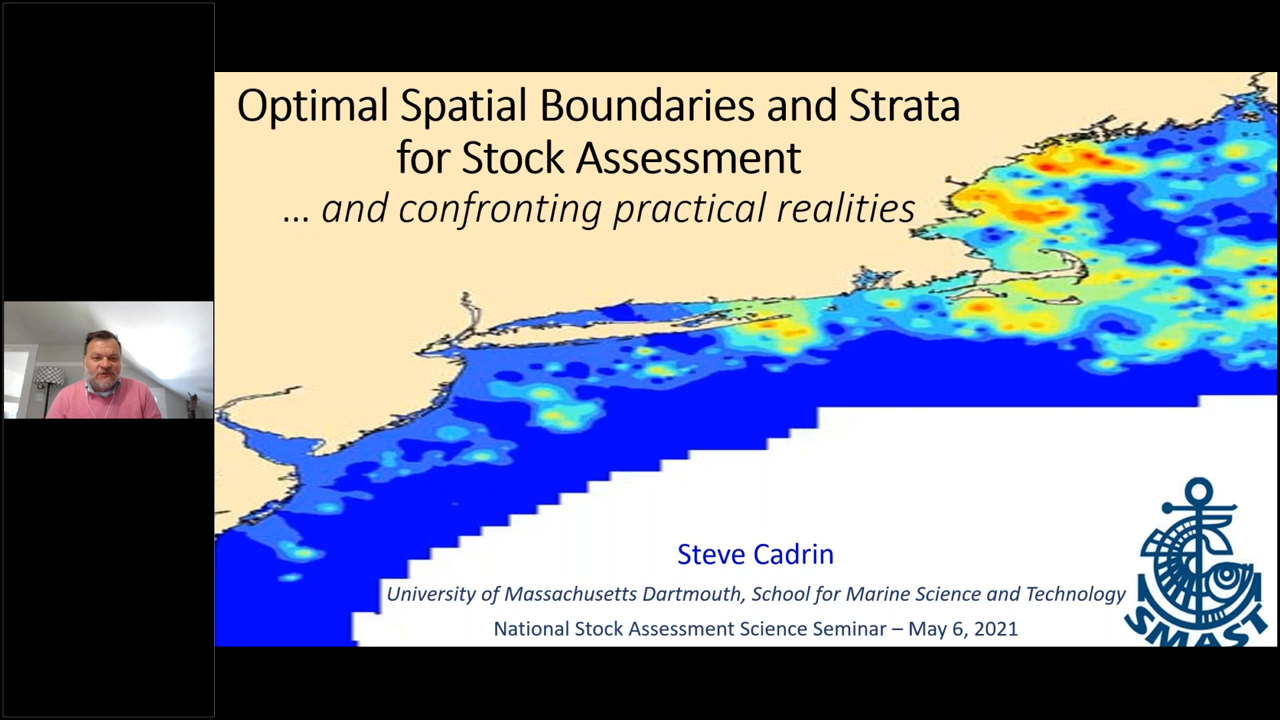 Optimal Spatial Boundaries and Strata
for Stock Assessment
... and confronting practical realities
Steve Cadrin
University of Massachusetts Dartmouth, School for Marine Science and Technology
National Stock Assessment Science Seminar – May 6, 2021
SMAST